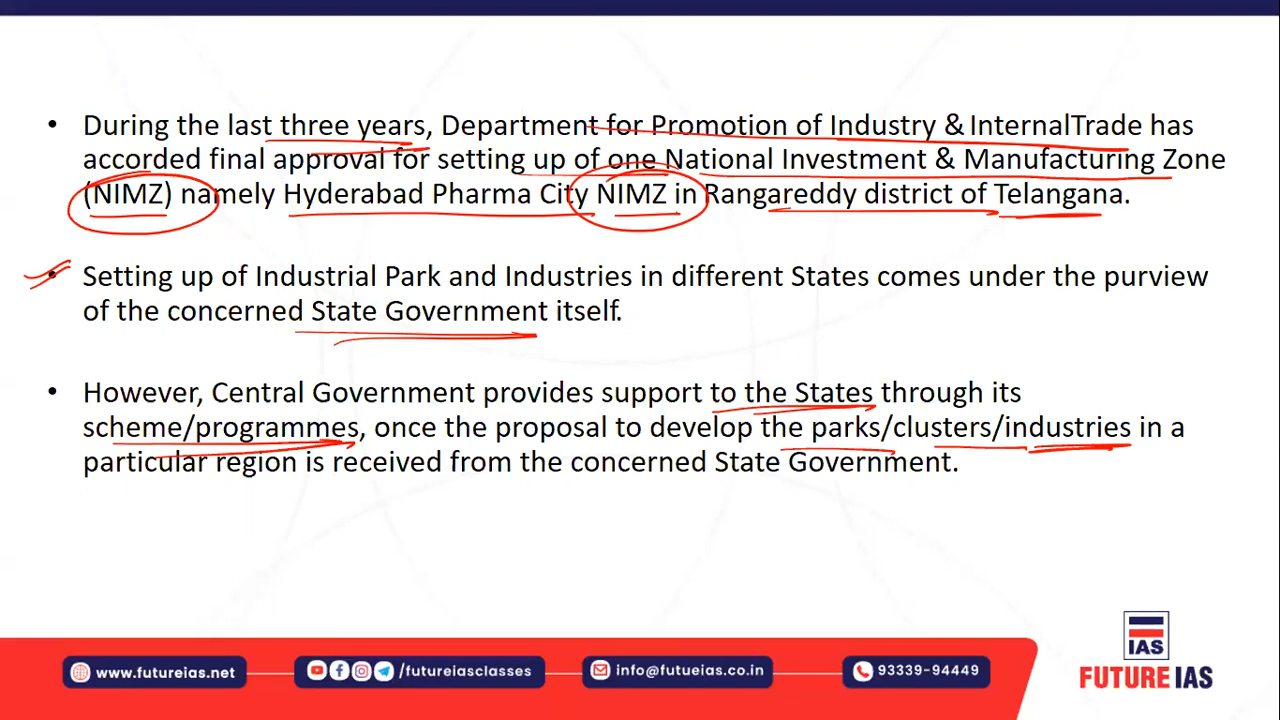 • During the last three years, Department for Promotion of Industry & InternalTrade has
accorded final approval for setting up of one National Investment & Manufacturing Zone
(NIMZ) namely Hyderabad Pharma City NIMZ in Rangareddy district of Telangana.
• Setting up of Industrial Park and Industries in different States comes under the purview
of the concerned State Government itself.
• However, Central Government provides support to the States through its
scheme/programmes, once the proposal to develop the parks/clusters/industries in a
particular region is received from the concerned State Government.
www.futureias.net
/futureiasclasses
info@futueias.co.in
93339-94449
IAS
FUTURE IAS